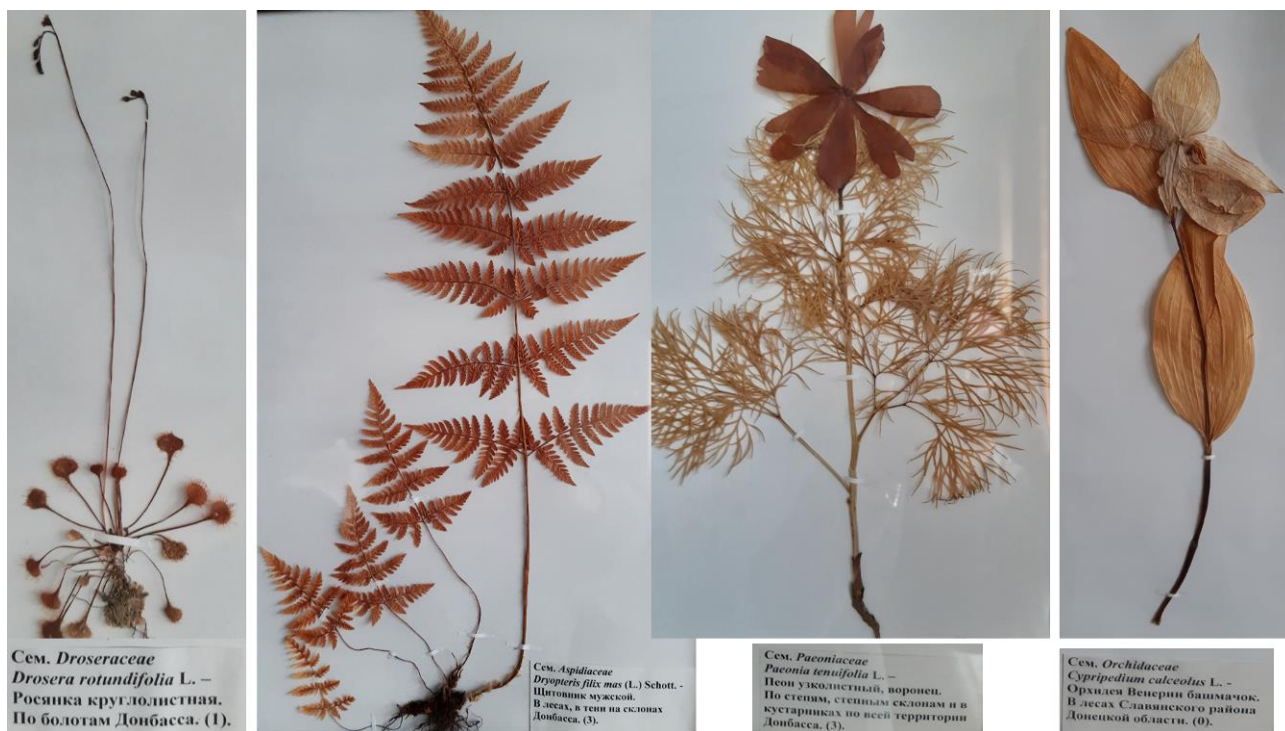 Сем. Droseraceae
Drosera rotundifolia L. –
Росянка круглолистная.
По болотам Донбасса. (1).
Сем. Aspidiaceae
Dryopteris filix mas (L.) Schott. -
Щитовник мужской.
В лесах, в тени на склонах
Донбасса. (3).
Сем. Paeoniaceae
Paeonia tenuifolia L. –
Пеон узколистный, воронец.
По степям, степным склонам и в
кустарниках по всей территории
Донбасса. (3).
Сем. Orchidaceae
Cypripedium calceolus L. -
Орхидея Венерин башмачок.
В лесах Славянского района
Донецкой области. (0).